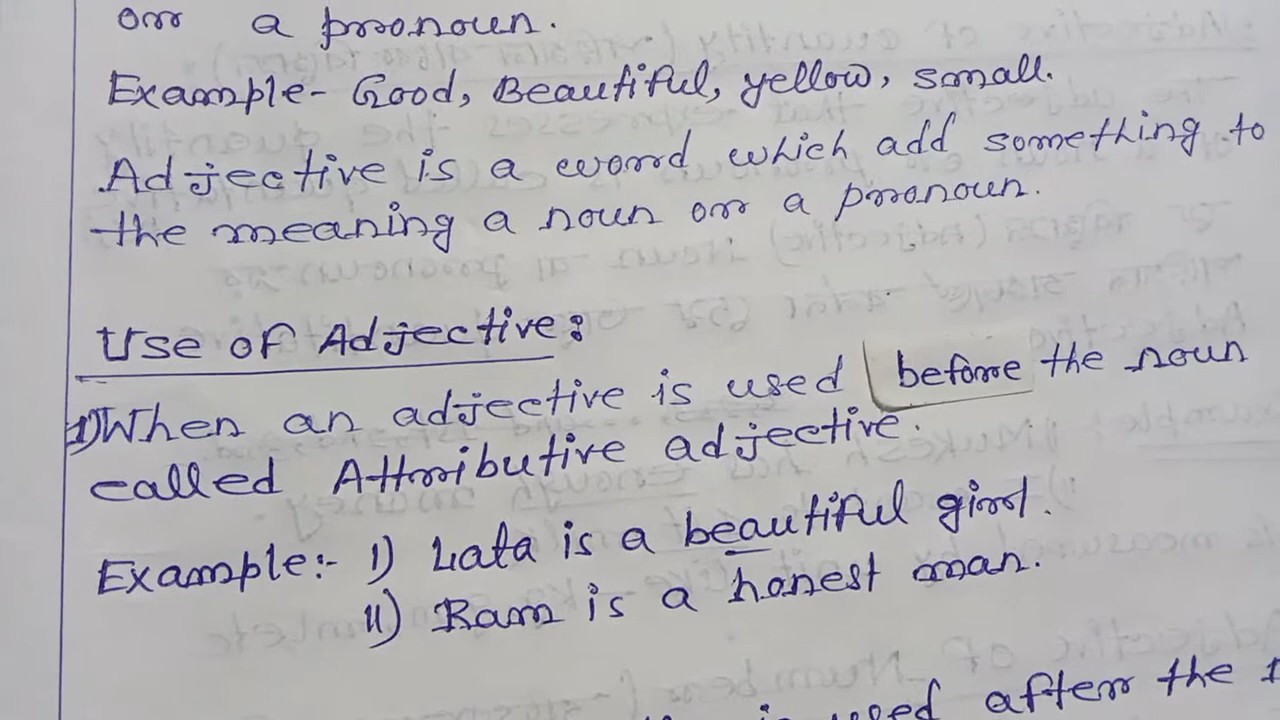 or a pronoun.
Example- Good, Beautiful, yellow, small.
Adjective is a word which add something to
the meaning a noun or a pronoun.
Use of Adjective:
1) When an adjective is used before the noun
called Attributive adjective.
Example:- I) Lata is a beautiful girl.
II) Ram is a honest man.
used after the